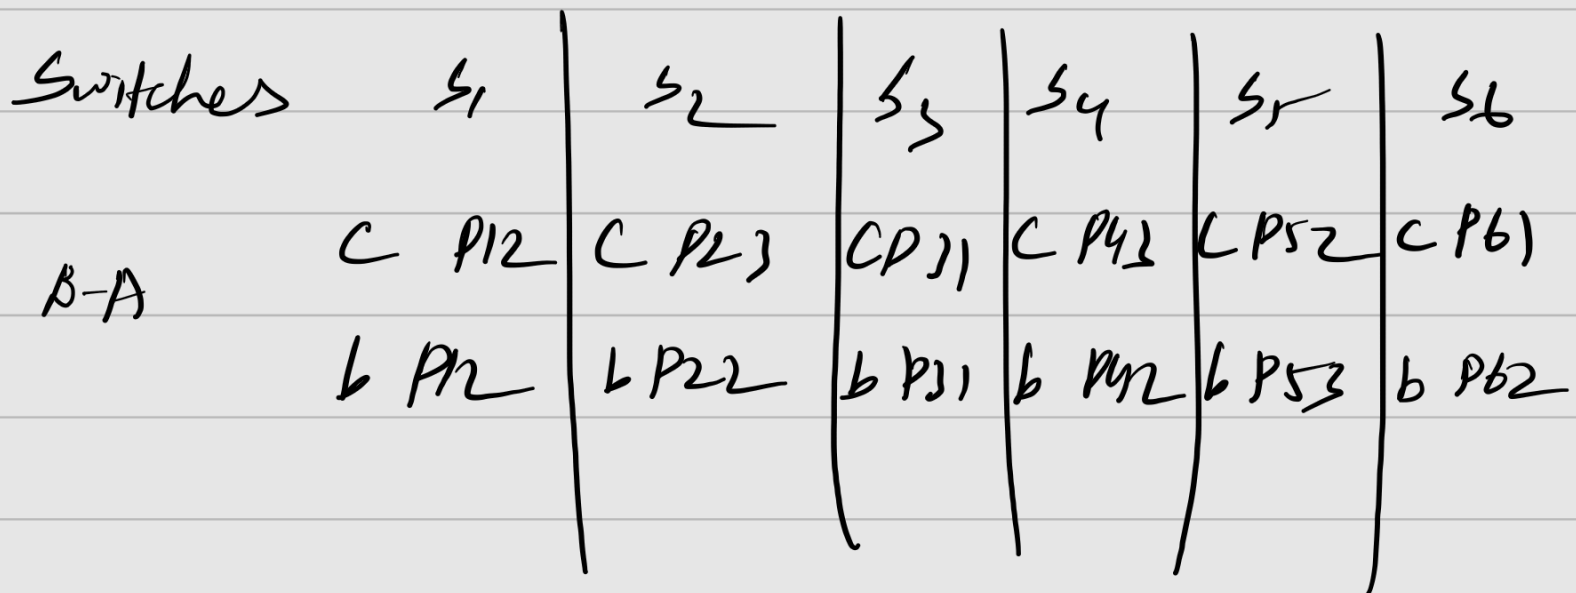 Switches S1 S2 S3 S4 S5 S6
C P12 C P23 C P31 C P43 C P52 C P61
B-A
b P12 b P22 b P31 b P42 b P53 b P62